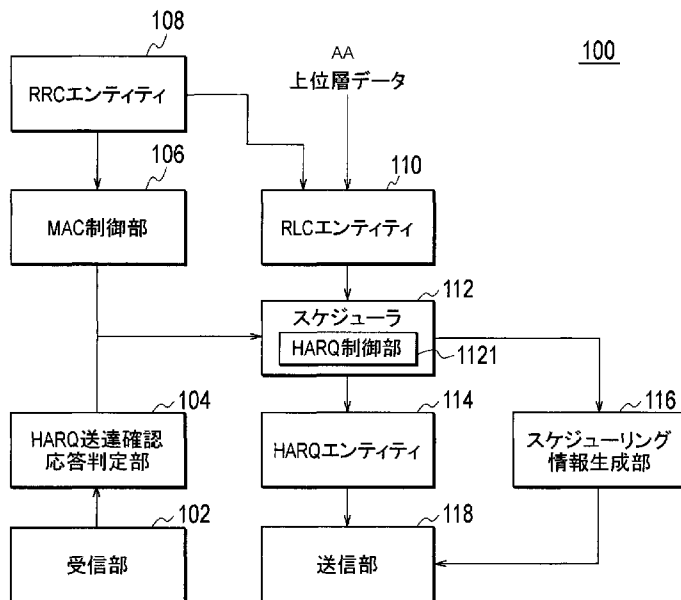 108
RRCエンティティ
AA
上位層データ
100
106
MAC制御部
110
RLCエンティティ
112
スケジューラ
HARQ制御部
1121
104
HARQ送達確認
応答判定部
114
HARQエンティティ
116
スケジューリング
情報生成部
102
受信部
118
送信部